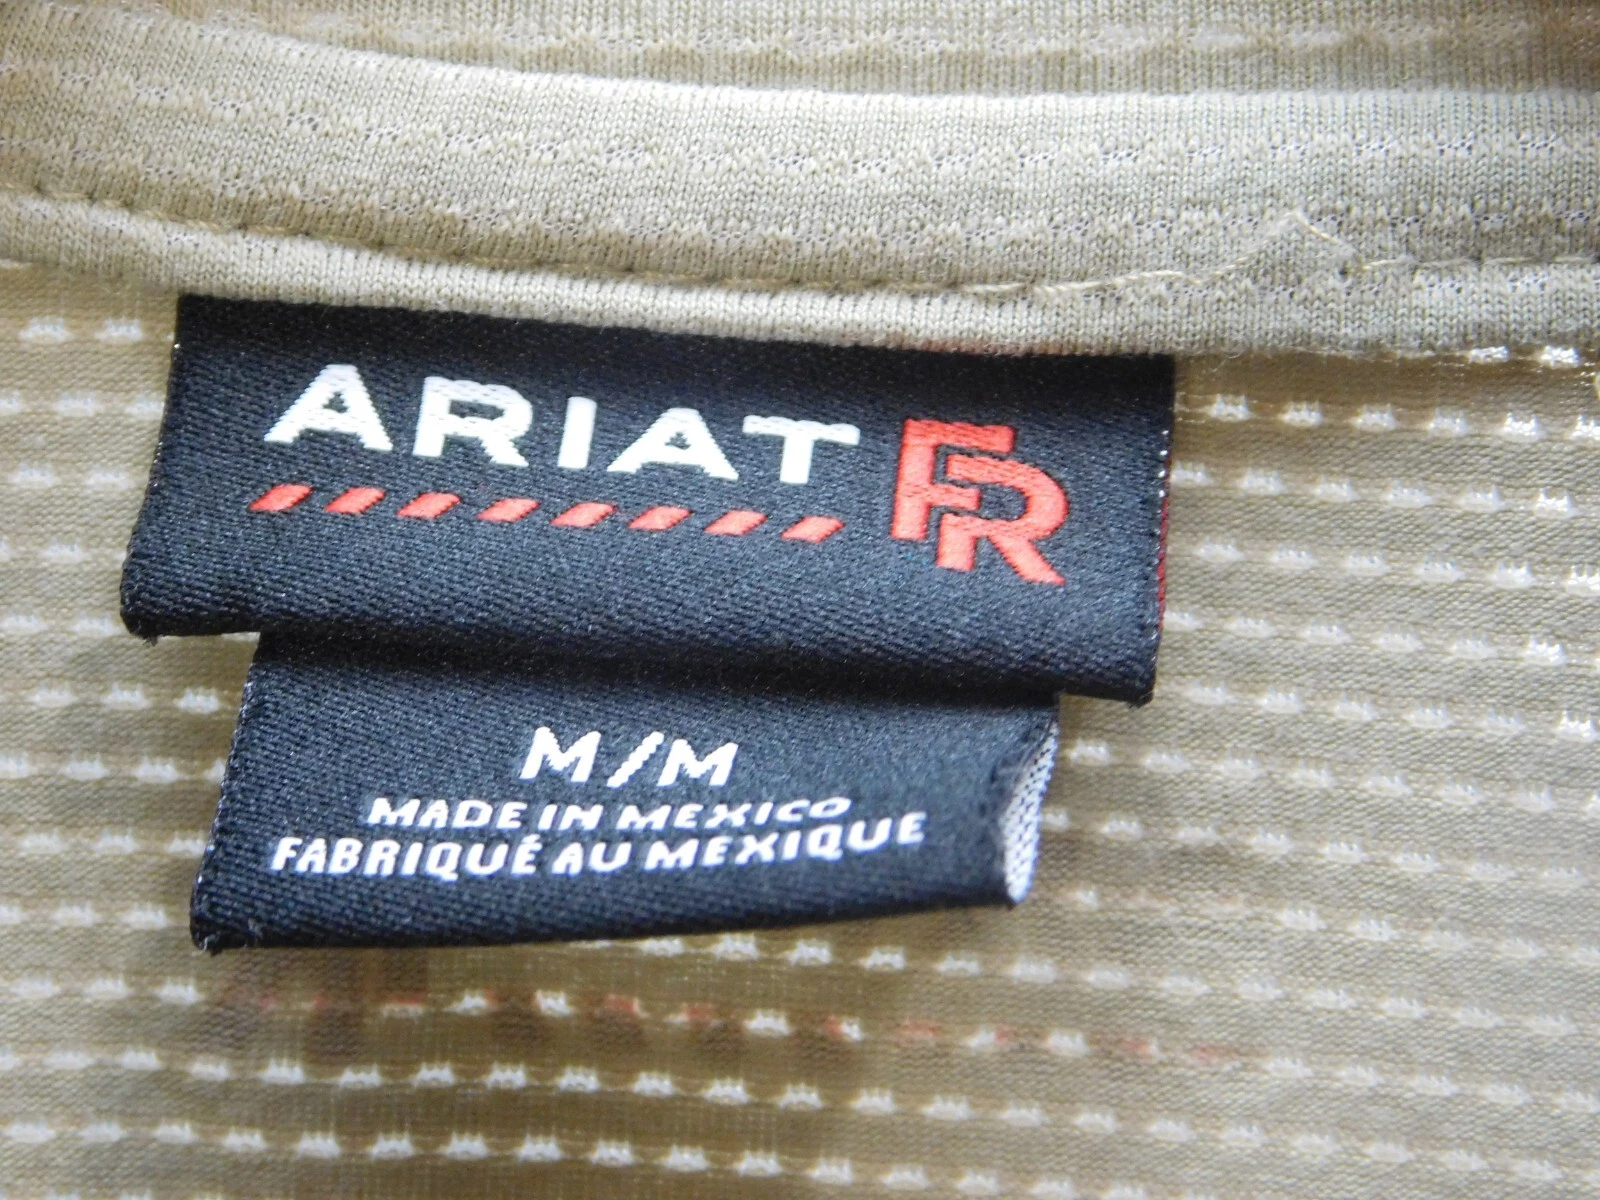 ARIAT FR
M/M
MADE IN MEXICO
FABRIQUÉ AU MEXIQUE